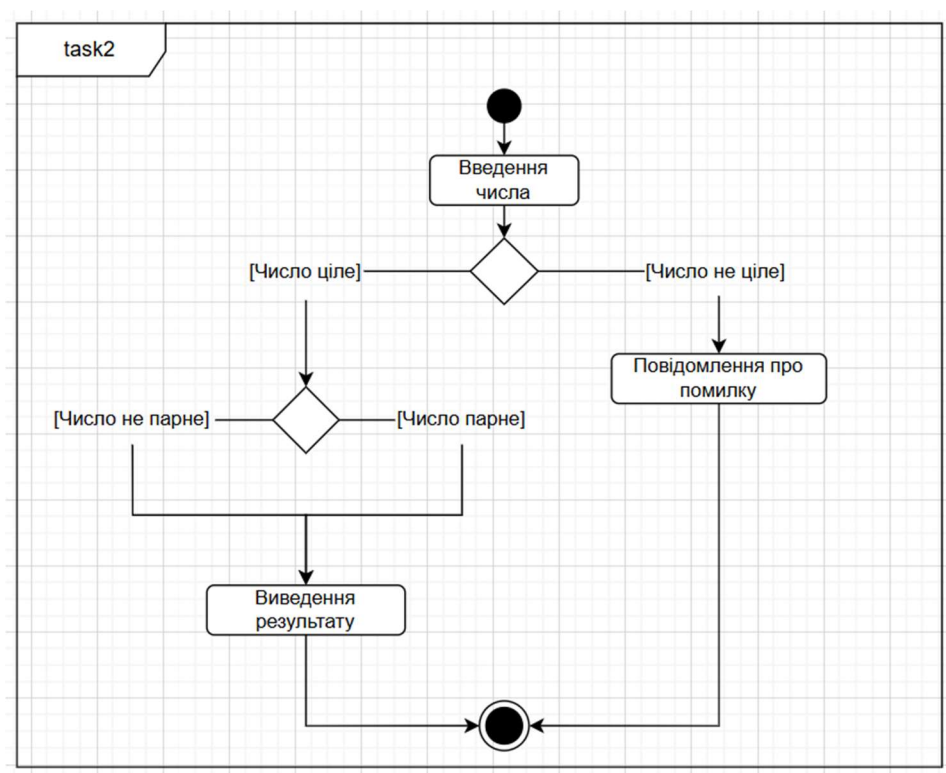 task2
Введення
числа
[Число ціле]
[Число не ціле]
Повідомлення про
помилку
[Число не парне]
[Число парне]
Виведення
результату